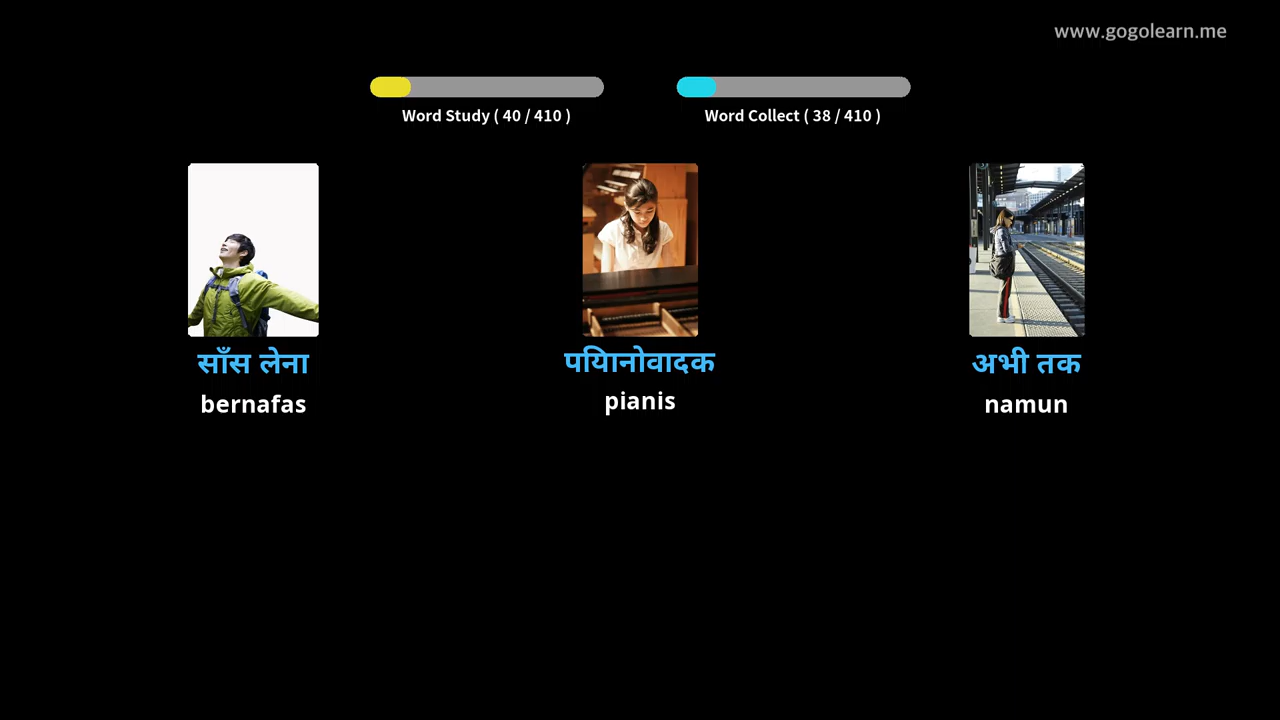 www.gogolearn.me
Word Study ( 40 / 410 )
Word Collect ( 38 / 410 )
साँस लेना
पियानोवादक
अभी तक
bernafas
pianis
namun